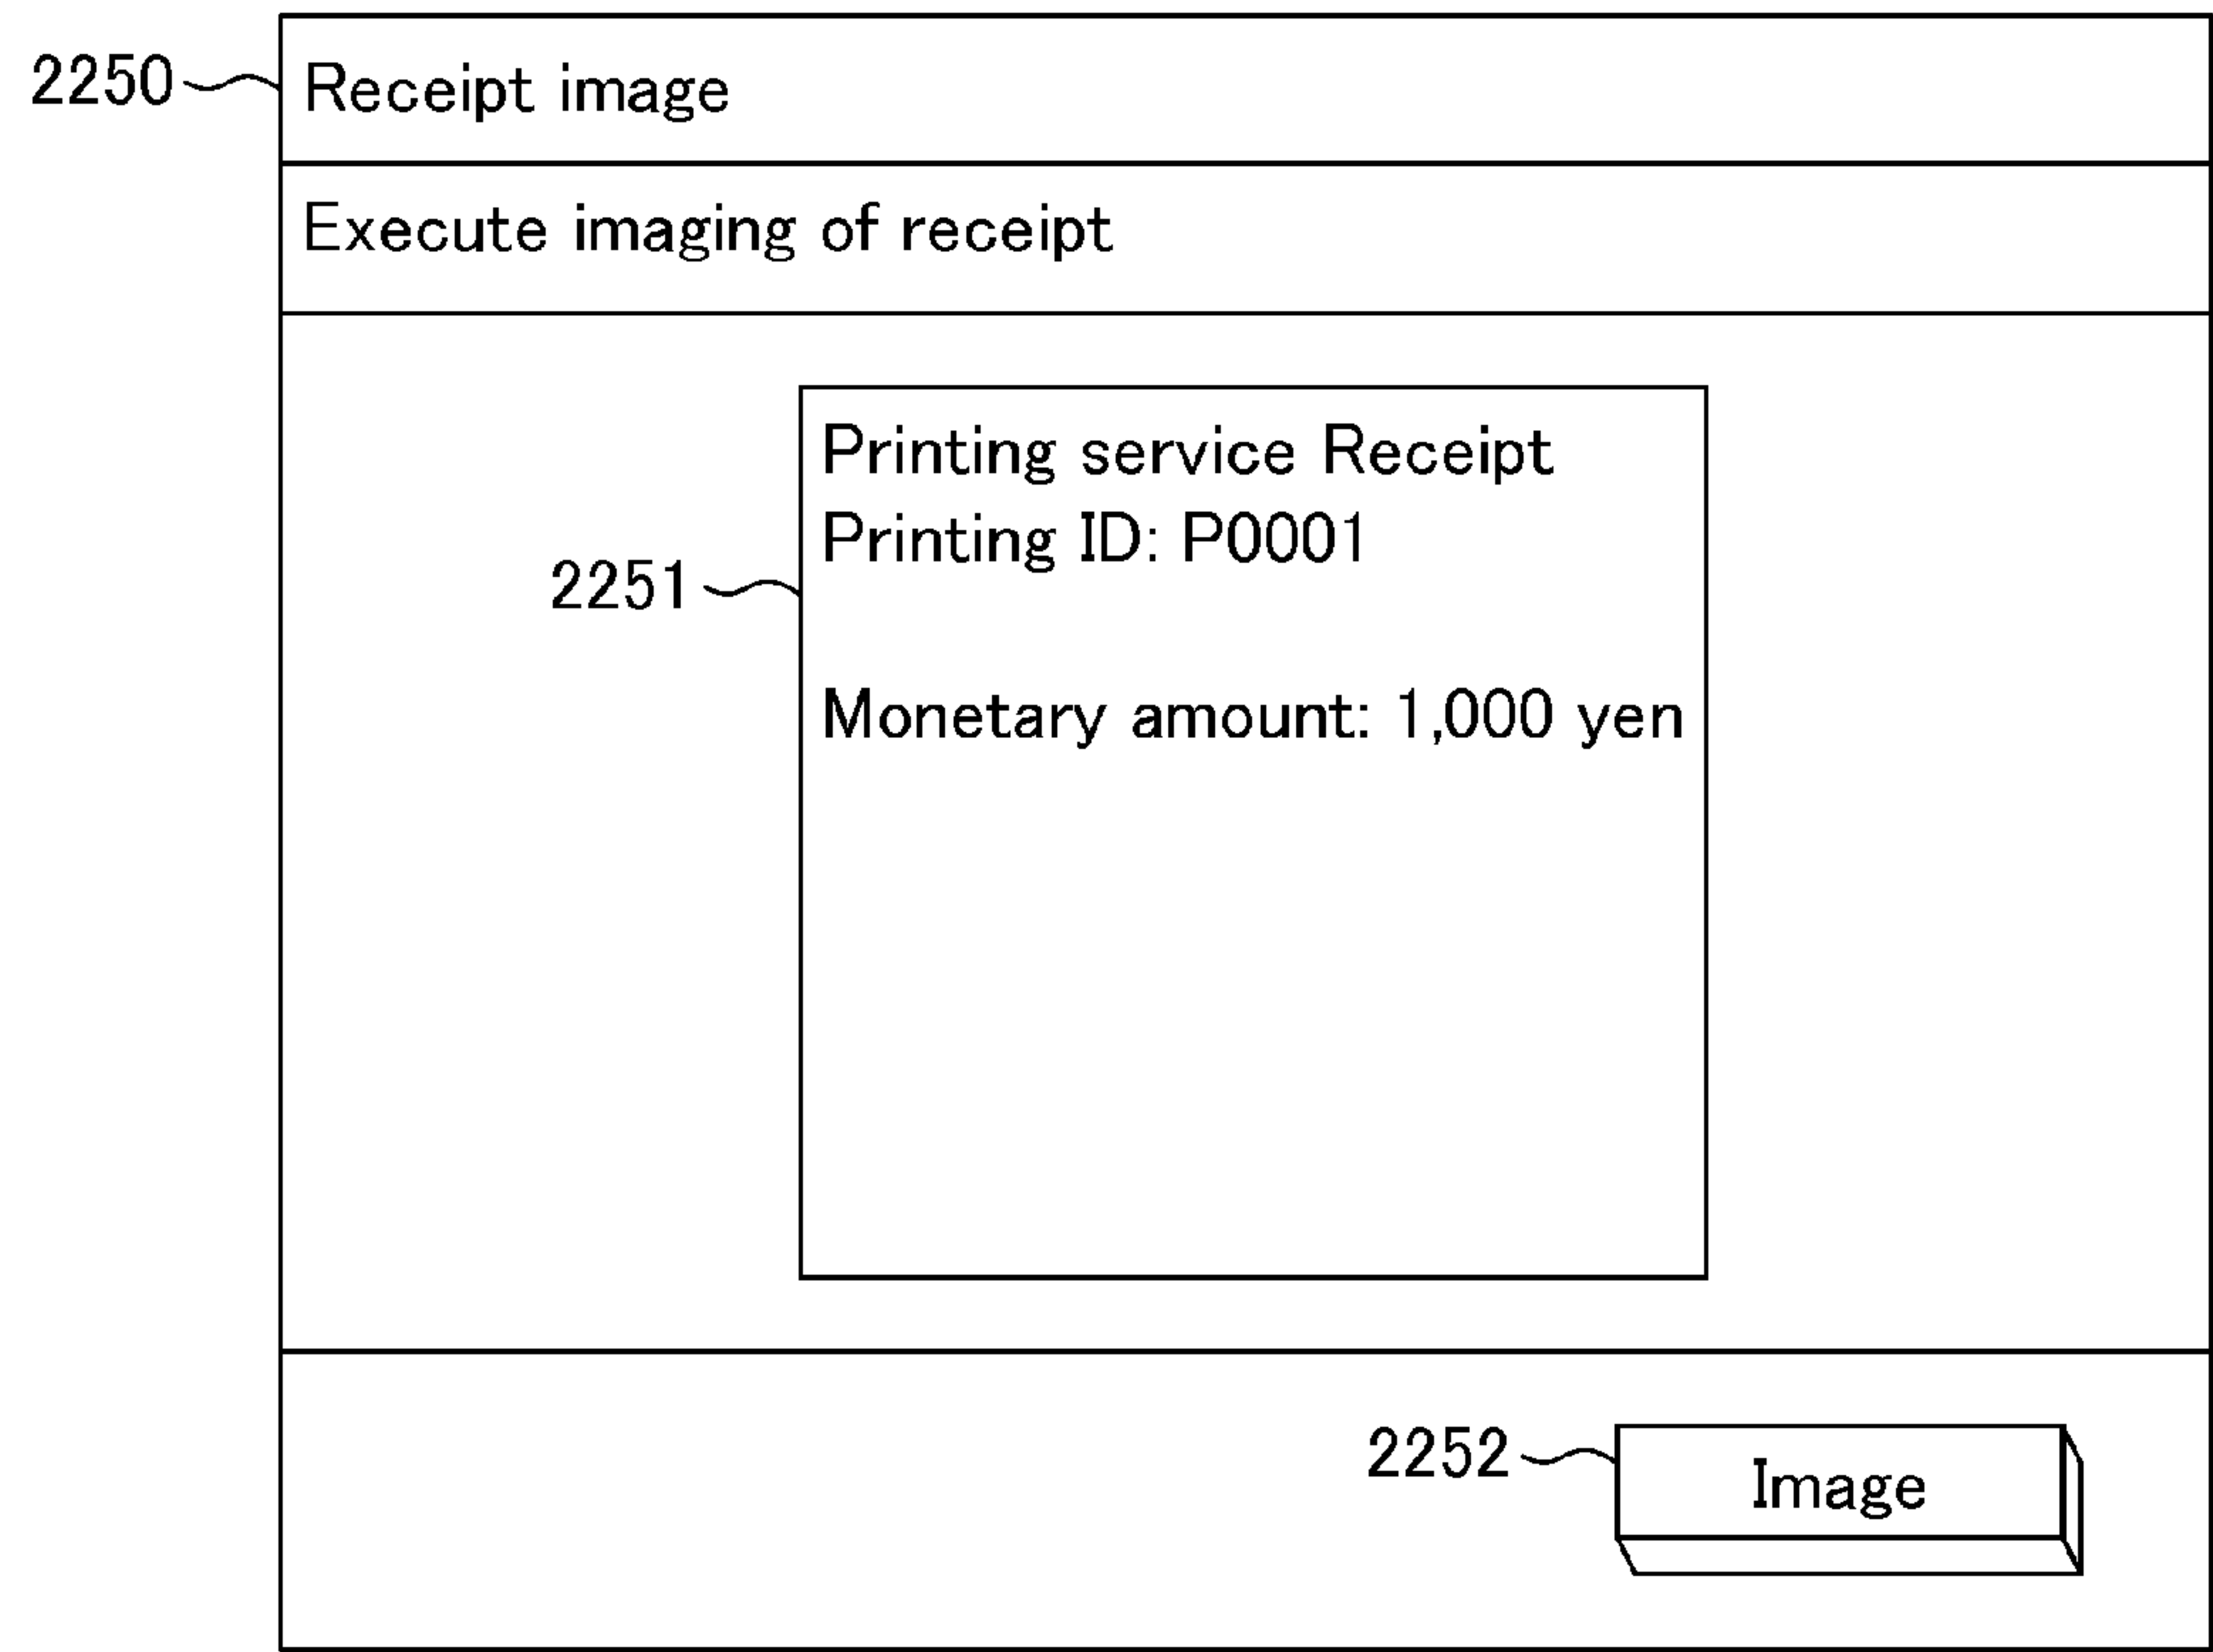 2250 Receipt image
Execute imaging of receipt
Printing service Receipt
Printing ID: P0001
2251
Monetary amount: 1,000 yen
2252 Image